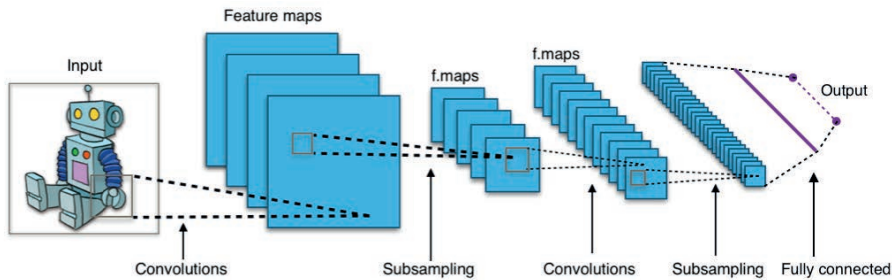 Feature maps
Input
f.maps
f.maps
Output
Convolutions
Subsampling
Convolutions
Subsampling
Fully connected